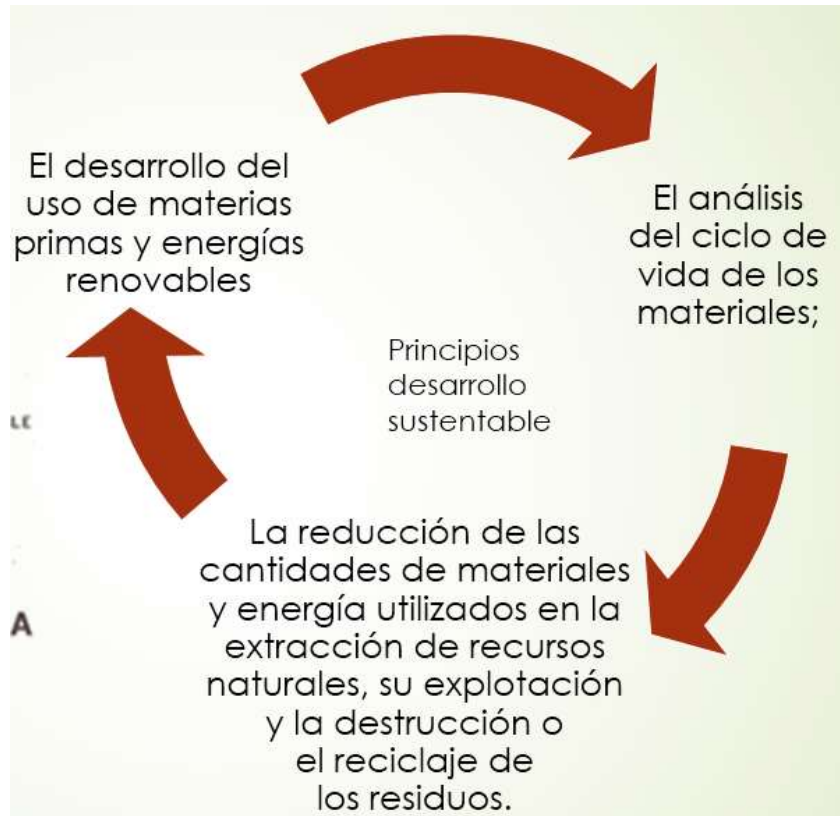 El desarrollo del
uso de materias
primas y energías
renovables
El análisis
del ciclo de
vida de los
materiales;
Principios
desarrollo
sustentable
LE
A
La reducción de las
cantidades de materiales
y energía utilizados en la
extracción de recursos
naturales, su explotación
y la destrucción o
el reciclaje de
los residuos.